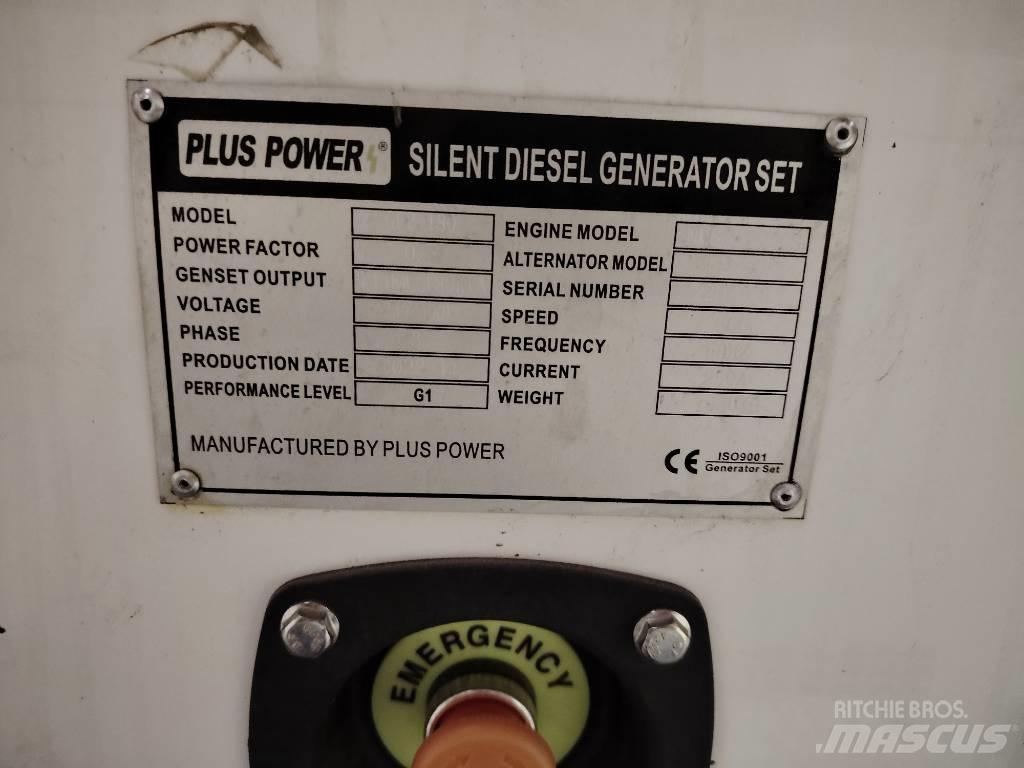 PLUS POWER ®
SILENT DIESEL GENERATOR SET
MODEL
POWER FACTOR
GENSET OUTPUT
VOLTAGE
PHASE
PRODUCTION DATE
PERFORMANCE LEVEL G1
ENGINE MODEL
ALTERNATOR MODEL
SERIAL NUMBER
SPEED
FREQUENCY
CURRENT
WEIGHT
MANUFACTURED BY PLUS POWER
CE
ISO9001
Generator Set
EMERGENCY
RITCHIE BROS.
MASCUS